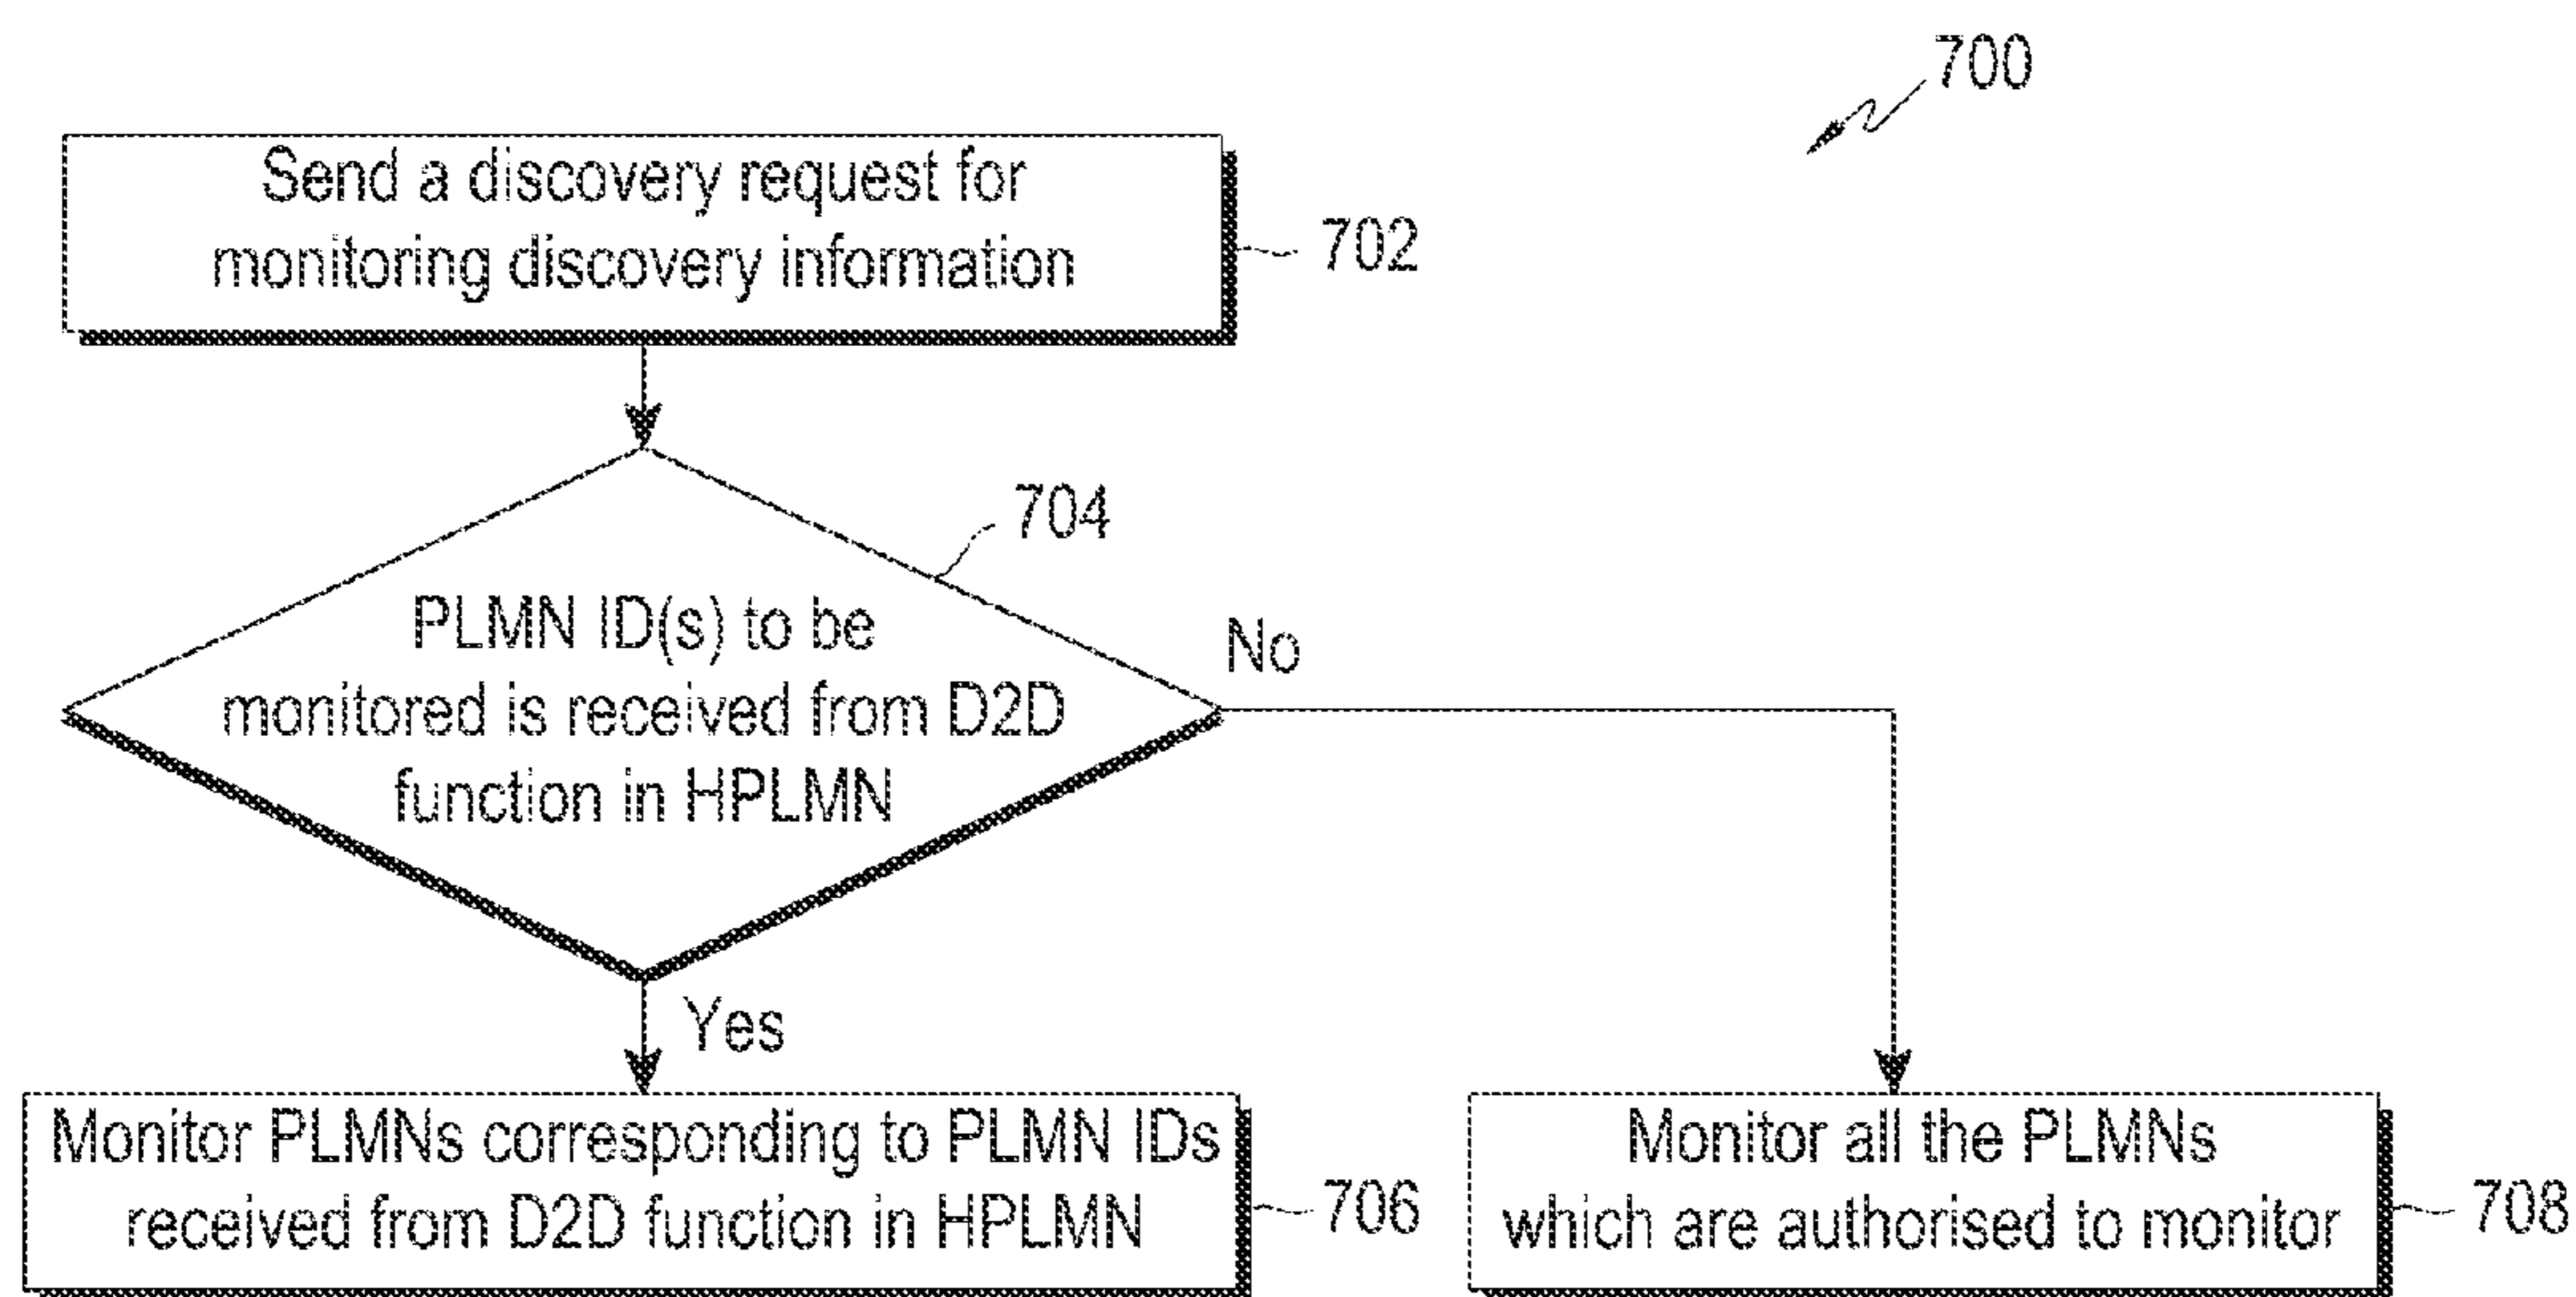 700
Send a discovery request for
monitoring discovery information
702
704
PLMN ID(s) to be
monitored is received from D2D
function in HPLMN
No
Yes
Monitor PLMNs corresponding to PLMN IDs
received from D2D function in HPLMN
706
Monitor all the PLMNs
which are authorised to monitor
708